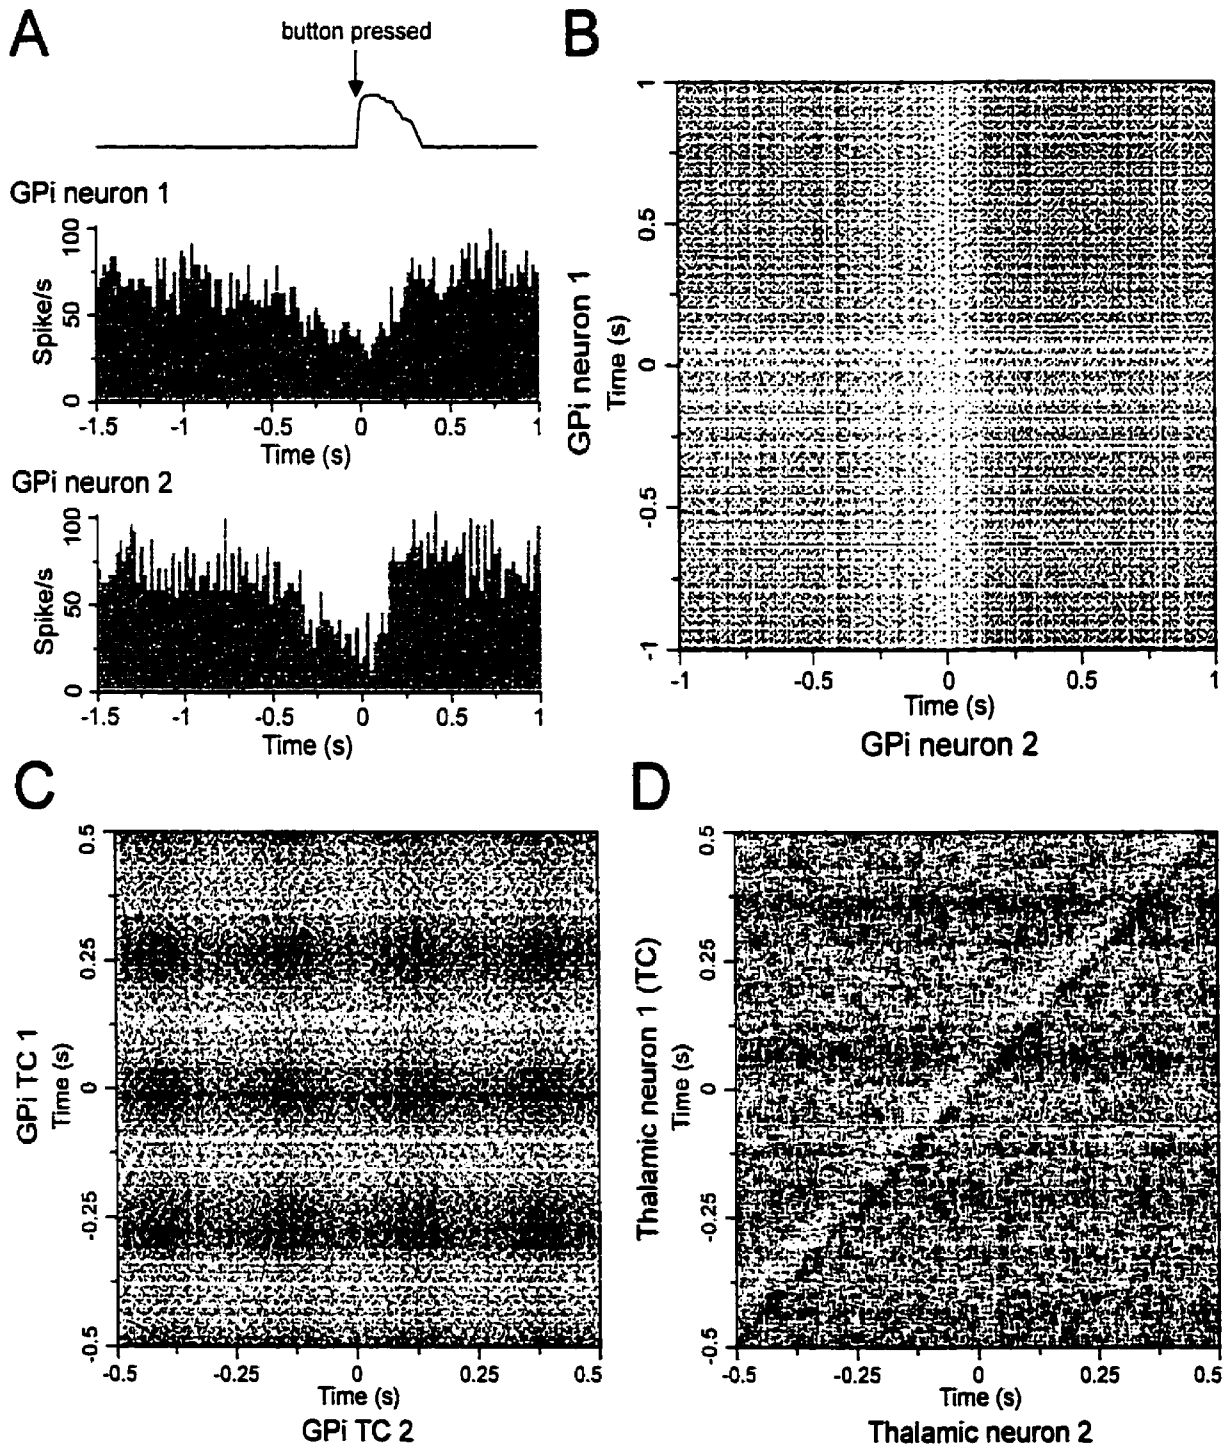 A
button pressed
GPi neuron 1
Spike/s
100
50
0
-1.5 -1 -0.5 0 0.5 1
Time (s)
GPi neuron 2
Spike/s
100
50
0
-1.5 -1 -0.5 0 0.5 1
Time (s)
B
GPi neuron 1
Time (s)
1
0.5
0
-0.5
-1
-1 -0.5 0 0.5 1
Time (s)
GPi neuron 2
C
GPi TC 1
Time (s)
0.5
0.25
0
-0.25
-0.5
-0.5 -0.25 0 0.25 0.5
Time (s)
GPi TC 2
D
Thalamic neuron 1 (TC)
Time (s)
0.5
0.25
0
-0.25
-0.5
-0.5 -0.25 0 0.25 0.5
Time (s)
Thalamic neuron 2